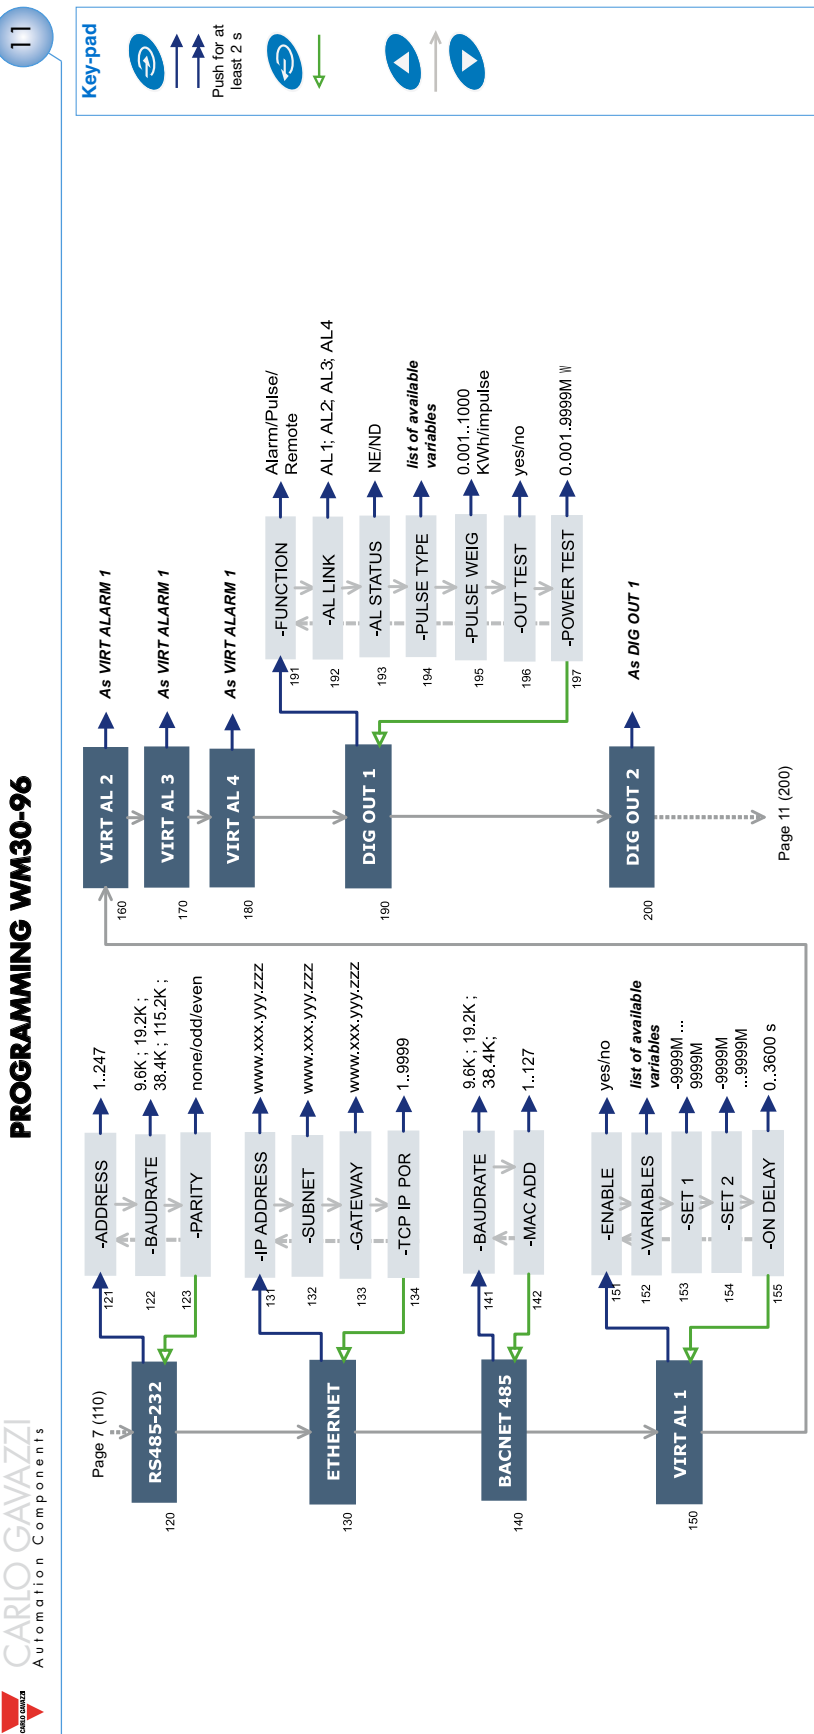 CARLO GAVAZZI
CARLO GAVAZZI
Automation Components
PROGRAMMING WM30-96
11
Page 7 (110)
RS485-232
120
-ADDRESS
121
1..247
-BAUDRATE
122
9.6K ; 19.2K ;
38.4K ; 115.2K ;
-PARITY
123
none/odd/even
ETHERNET
130
-IP ADDRESS
131
www.xxx.yyy.zzz
-SUBNET
132
www.xxx.yyy.zzz
-GATEWAY
133
www.xxx.yyy.zzz
-TCP IP POR
134
1..9999
BACNET 485
140
-BAUDRATE
141
9.6K ; 19.2K ;
38.4K;
-MAC ADD
142
1..127
VIRT AL 1
150
-ENABLE
151
yes/no
-VARIABLES
152
list of available
variables
-SET 1
153
-9999M ...
9999M
-SET 2
154
-9999M
...9999M
-ON DELAY
155
0..3600 s
VIRT AL 2
160
As VIRT ALARM 1
VIRT AL 3
170
As VIRT ALARM 1
VIRT AL 4
180
As VIRT ALARM 1
DIG OUT 1
190
-FUNCTION
191
Alarm/Pulse/
Remote
-AL LINK
192
AL1; AL2; AL3; AL4
-AL STATUS
193
NE/ND
-PULSE TYPE
194
list of available
variables
-PULSE WEIG
195
0.001..1000
KWh/impulse
-OUT TEST
196
yes/no
-POWER TEST
197
0.001..9999M W
DIG OUT 2
200
As DIG OUT 1
Page 11 (200)
Key-pad
Push for at
least 2 s